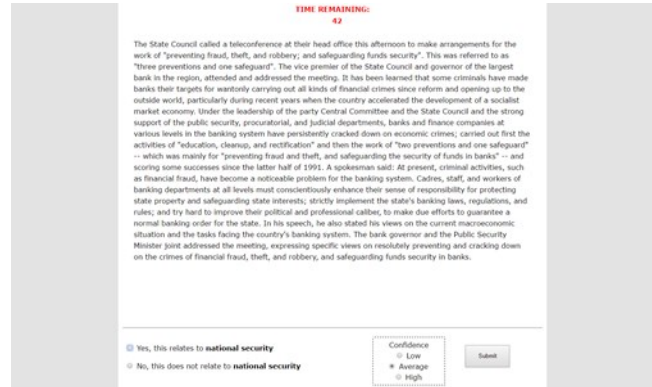 TIME REMAINING:
42
The State Council called a teleconference at their head office this afternoon to make arrangements for the
work of "preventing fraud, theft, and robbery; and safeguarding funds security". This was referred to as
"three preventions and one safeguard". The vice premier of the State Council and governor of the largest
bank in the region, attended and addressed the meeting. It has been learned that some criminals have made
banks their targets for wantonly carrying out all kinds of financial crimes since reform and opening up to the
outside world, particularly during recent years when the country accelerated the development of a socialist
market economy. Under the leadership of the party Central Committee and the State Council and the strong
support of the public security, procuratorial, and judicial departments, banks and finance companies at
various levels in the banking system have persistently cracked down on economic crimes; carried out first the
activities of "education, cleanup, and rectification" and then the work of "two preventions and one safeguard"
-- which was mainly for "preventing fraud and theft, and safeguarding the security of funds in banks" -- and
scoring some successes since the latter half of 1991. A spokesman said: At present, criminal activities, such
as financial fraud, have become a noticeable problem for the banking system. Cadres, staff, and workers of
banking departments at all levels must conscientiously enhance their sense of responsibility for protecting
state property and safeguarding state interests; strictly implement the state's banking laws, regulations, and
rules; and try hard to improve their political and professional caliber, to make due efforts to guarantee a
normal banking order for the state. In his speech, he also stated his views on the current macroeconomic
situation and the tasks facing the country's banking system. The bank governor and the Public Security
Minister joint addressed the meeting, expressing specific views on resolutely preventing and cracking down
on the crimes of financial fraud, theft, and robbery, and safeguarding funds security in banks.
Yes, this relates to national security
No, this does not relate to national security
Confidence
Low
Average
High
Submit